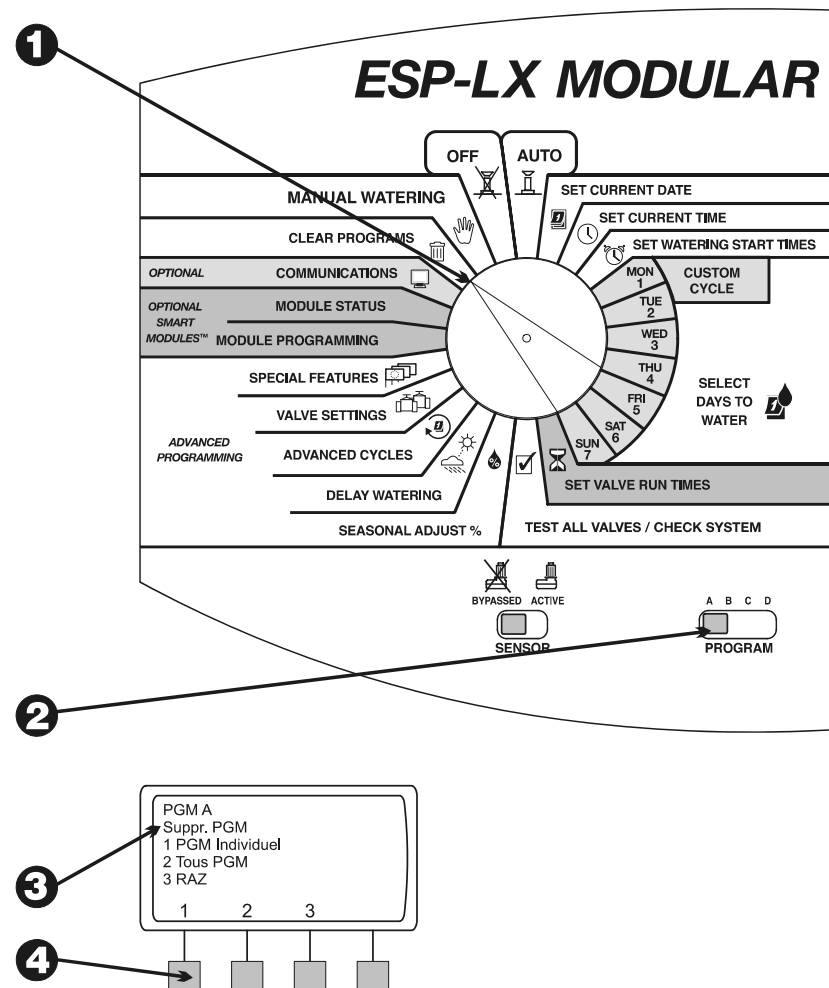 1
ESP-LX MODULAR
OFF
AUTO
MANUAL WATERING
CLEAR PROGRAMS
OPTIONAL
COMMUNICATIONS
OPTIONAL
SMART
MODULES™
MODULE STATUS
MODULE PROGRAMMING
SPECIAL FEATURES
VALVE SETTINGS
ADVANCED
PROGRAMMING
ADVANCED CYCLES
DELAY WATERING
SEASONAL ADJUST %
SET CURRENT DATE
SET CURRENT TIME
SET WATERING START TIMES
MON
1
CUSTOM
CYCLE
TUE
2
WED
3
THU
4
FRI
5
SAT
6
SUN
7
SELECT
DAYS TO
WATER
SET VALVE RUN TIMES
TEST ALL VALVES / CHECK SYSTEM
BYPASSED ACTIVE
SENSOR
A B C D
PROGRAM
2
3
PGM A
Suppr. PGM
1 PGM Individuel
2 Tous PGM
3 RAZ
1 2 3
4